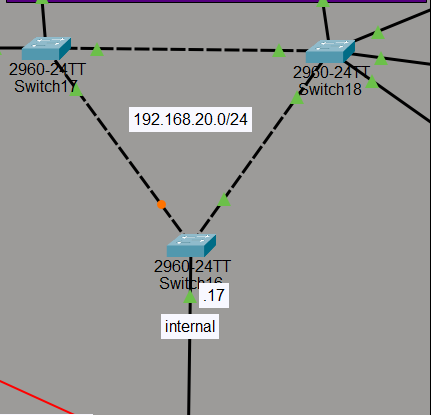 2960-24TT
Switch17
2960-24TT
Switch18
192.168.20.0/24
2960-24TT
Switch16
.17
internal